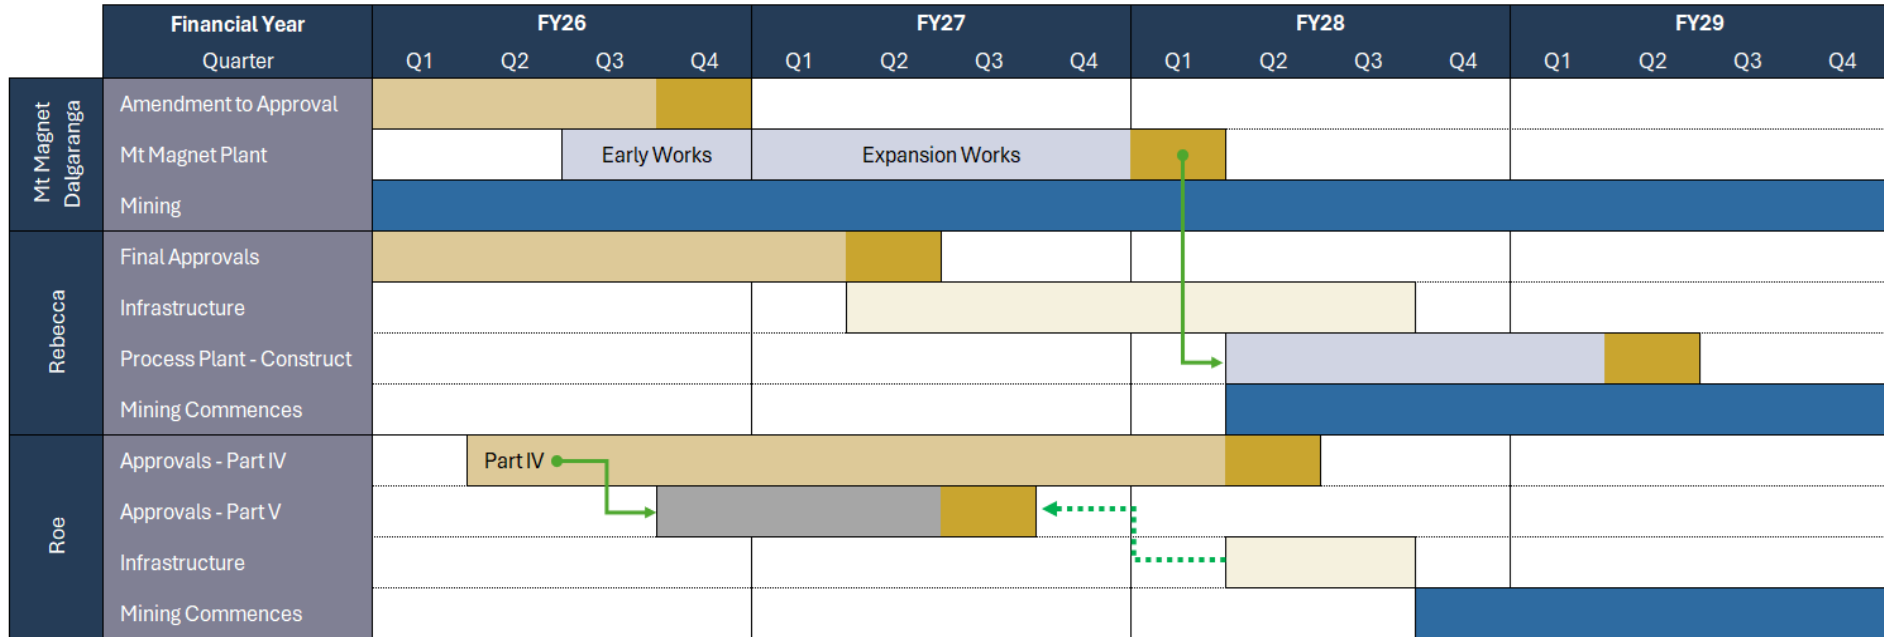 Financial Year FY26 FY27 FY28 FY29
Quarter Q1 Q2 Q3 Q4 Q1 Q2 Q3 Q4 Q1 Q2 Q3 Q4 Q1 Q2 Q3 Q4
Mt Magnet
Dalgaranga
Amendment to Approval
Mt Magnet Plant Early Works Expansion Works
Mining
Rebecca
Final Approvals
Infrastructure
Process Plant - Construct
Mining Commences
Roe
Approvals - Part IV Part IV
Approvals - Part V
Infrastructure
Mining Commences